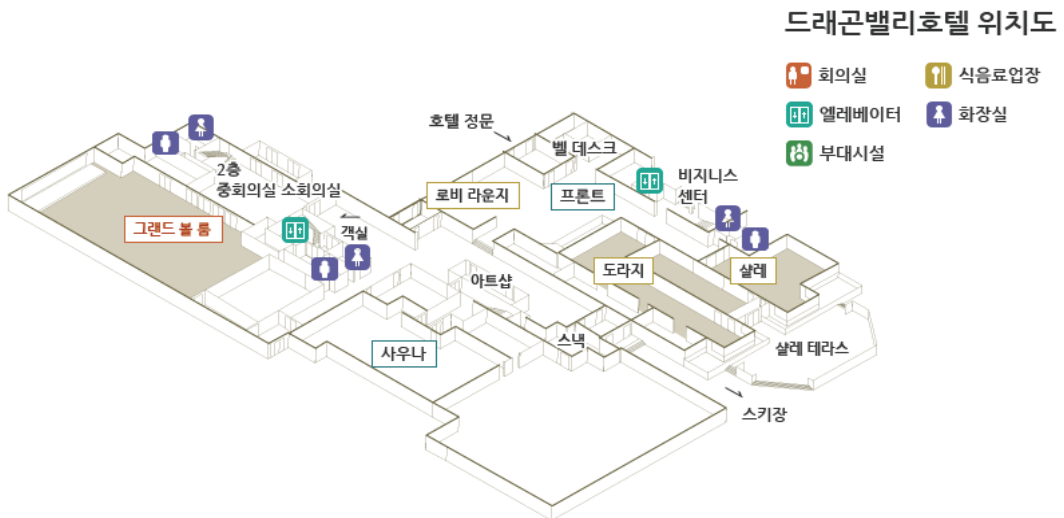 드래곤밸리호텔 위치도
회의실
식음료업장
엘레베이터
화장실
부대시설
호텔 정문
벨 데스크
2층
중회의실 소회의실
로비 라운지
프론트
비지니스
센터
그랜드 볼 룸
객실
도라지
샬레
아트샵
사우나
스낵
샬레 테라스
스키장